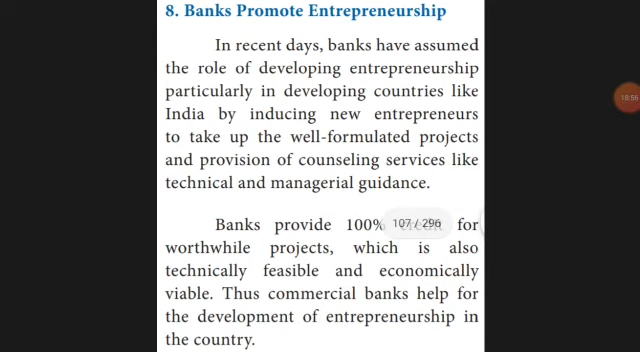 8. Banks Promote Entrepreneurship
In recent days, banks have assumed
the role of developing entrepreneurship
particularly in developing countries like
India by inducing new entrepreneurs
to take up the well-formulated projects
and provision of counseling services like
technical and managerial guidance.
Banks provide 100% 107 / 296 for
worthwhile projects, which is also
technically feasible and economically
viable. Thus commercial banks help for
the development of entrepreneurship in
the country.
18:56